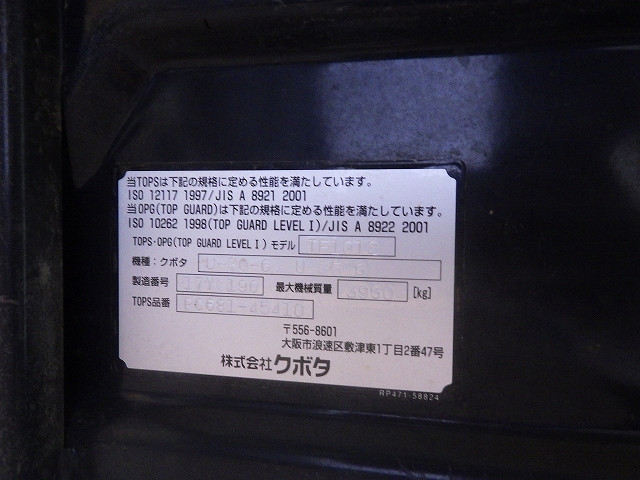 当TOPSは下記の規格に定める性能を満たしています。
ISO 12117 1997/JIS A 8921 2001
当OPG(TOP GUARD)は下記の規格に定める性能を満たしています。
ISO 10262 1998(TOP GUARD LEVELⅠ)/JIS A 8922 2001
TOPS・OPG(TOP GUARD LEVELⅠ) モデル
機種：クボタ
製造番号 最大機械質量 3950 [kg]
TOPS品番
〒556-8601
大阪市浪速区敷津東1丁目2番47号
株式会社クボタ
RP471-58824